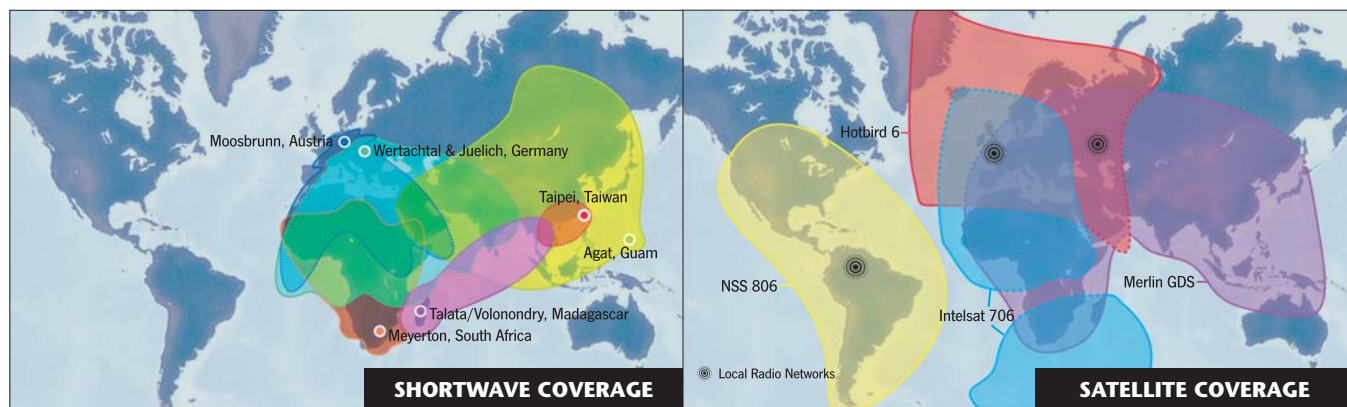 Moosbrunn, Austria
Wertachtal & Juelich, Germany
Taipei, Taiwan
Agat, Guam
Talata/Volonondry, Madagascar
Meyerton, South Africa
SHORTWAVE COVERAGE
Hotbird 6
NSS 806
Merlin GDS
Intelsat 706
Local Radio Networks
SATELLITE COVERAGE